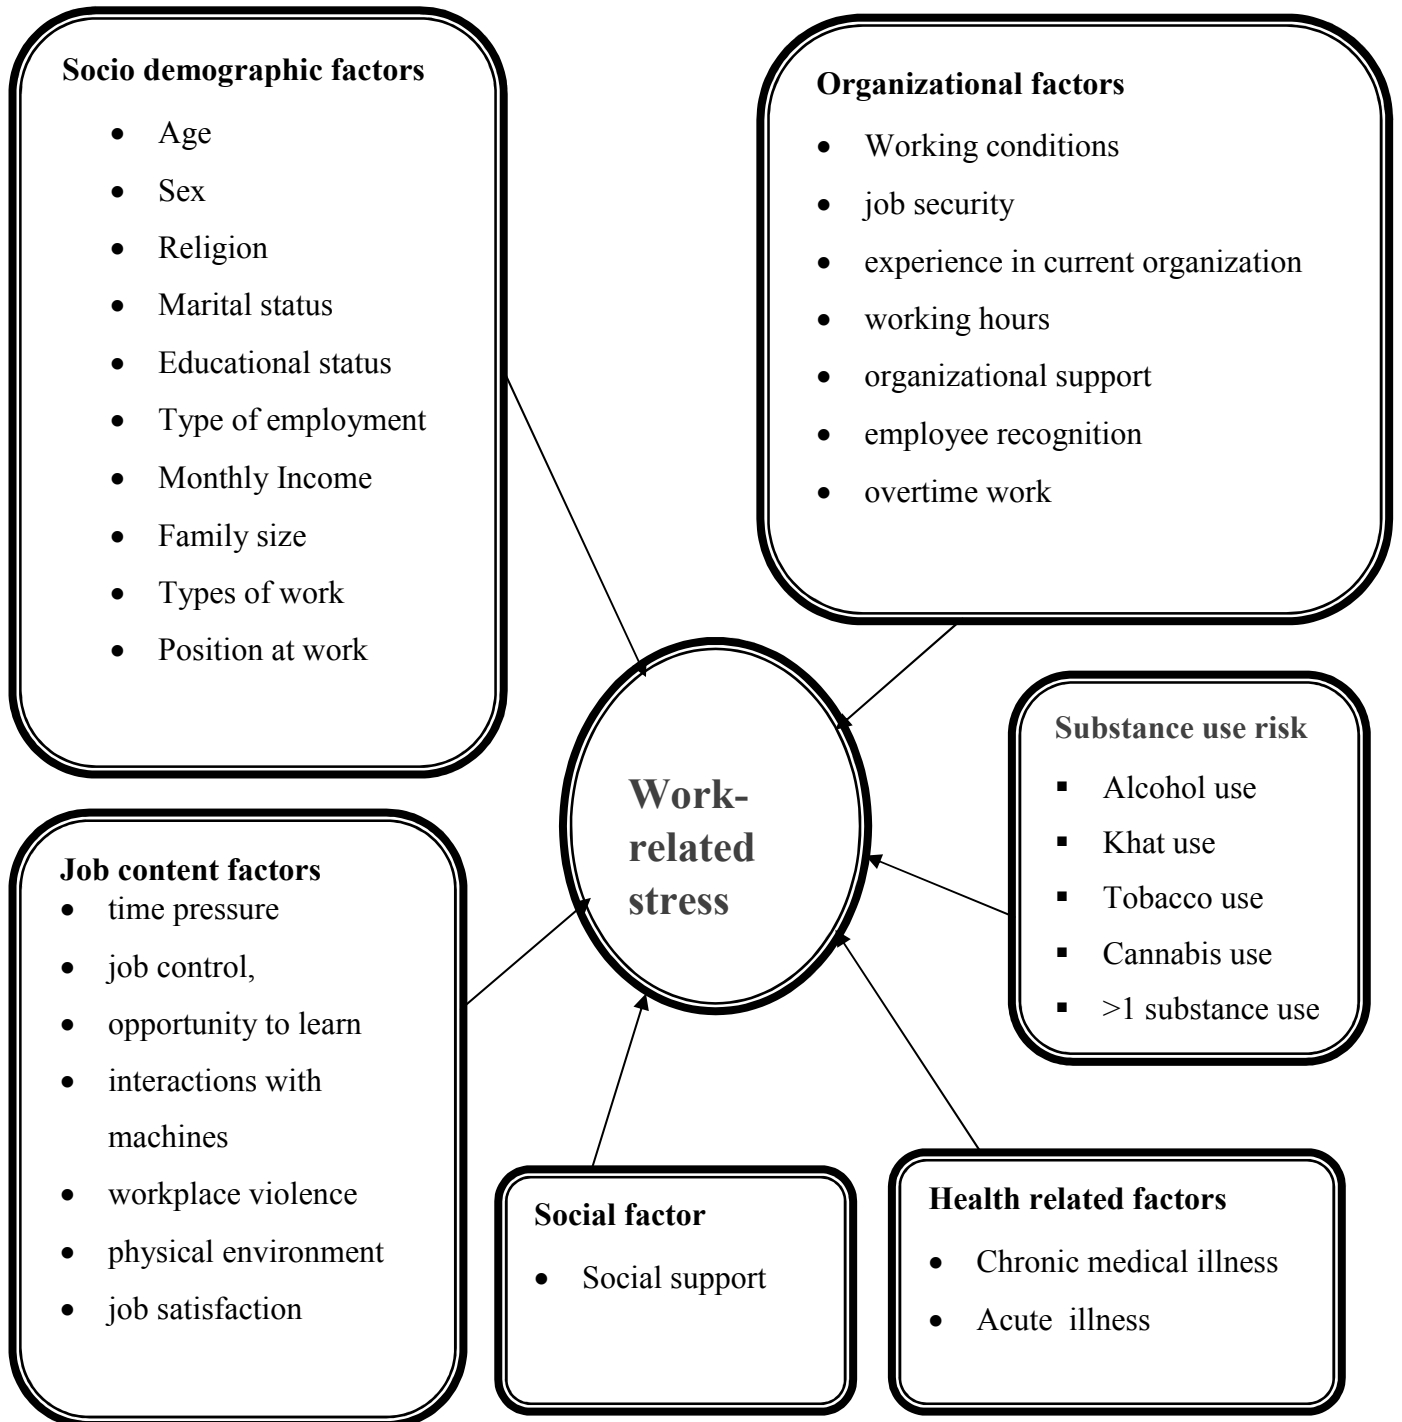 Socio demographic factors
• Age
• Sex
• Religion
• Marital status
• Educational status
• Type of employment
• Monthly Income
• Family size
• Types of work
• Position at work
Organizational factors
• Working conditions
• job security
• experience in current organization
• working hours
• organizational support
• employee recognition
• overtime work
Work-
related
stress
Substance use risk
▪ Alcohol use
▪ Khat use
▪ Tobacco use
▪ Cannabis use
▪ >1 substance use
Job content factors
• time pressure
• job control,
• opportunity to learn
• interactions with
machines
• workplace violence
• physical environment
• job satisfaction
Social factor
• Social support
Health related factors
• Chronic medical illness
• Acute  illness